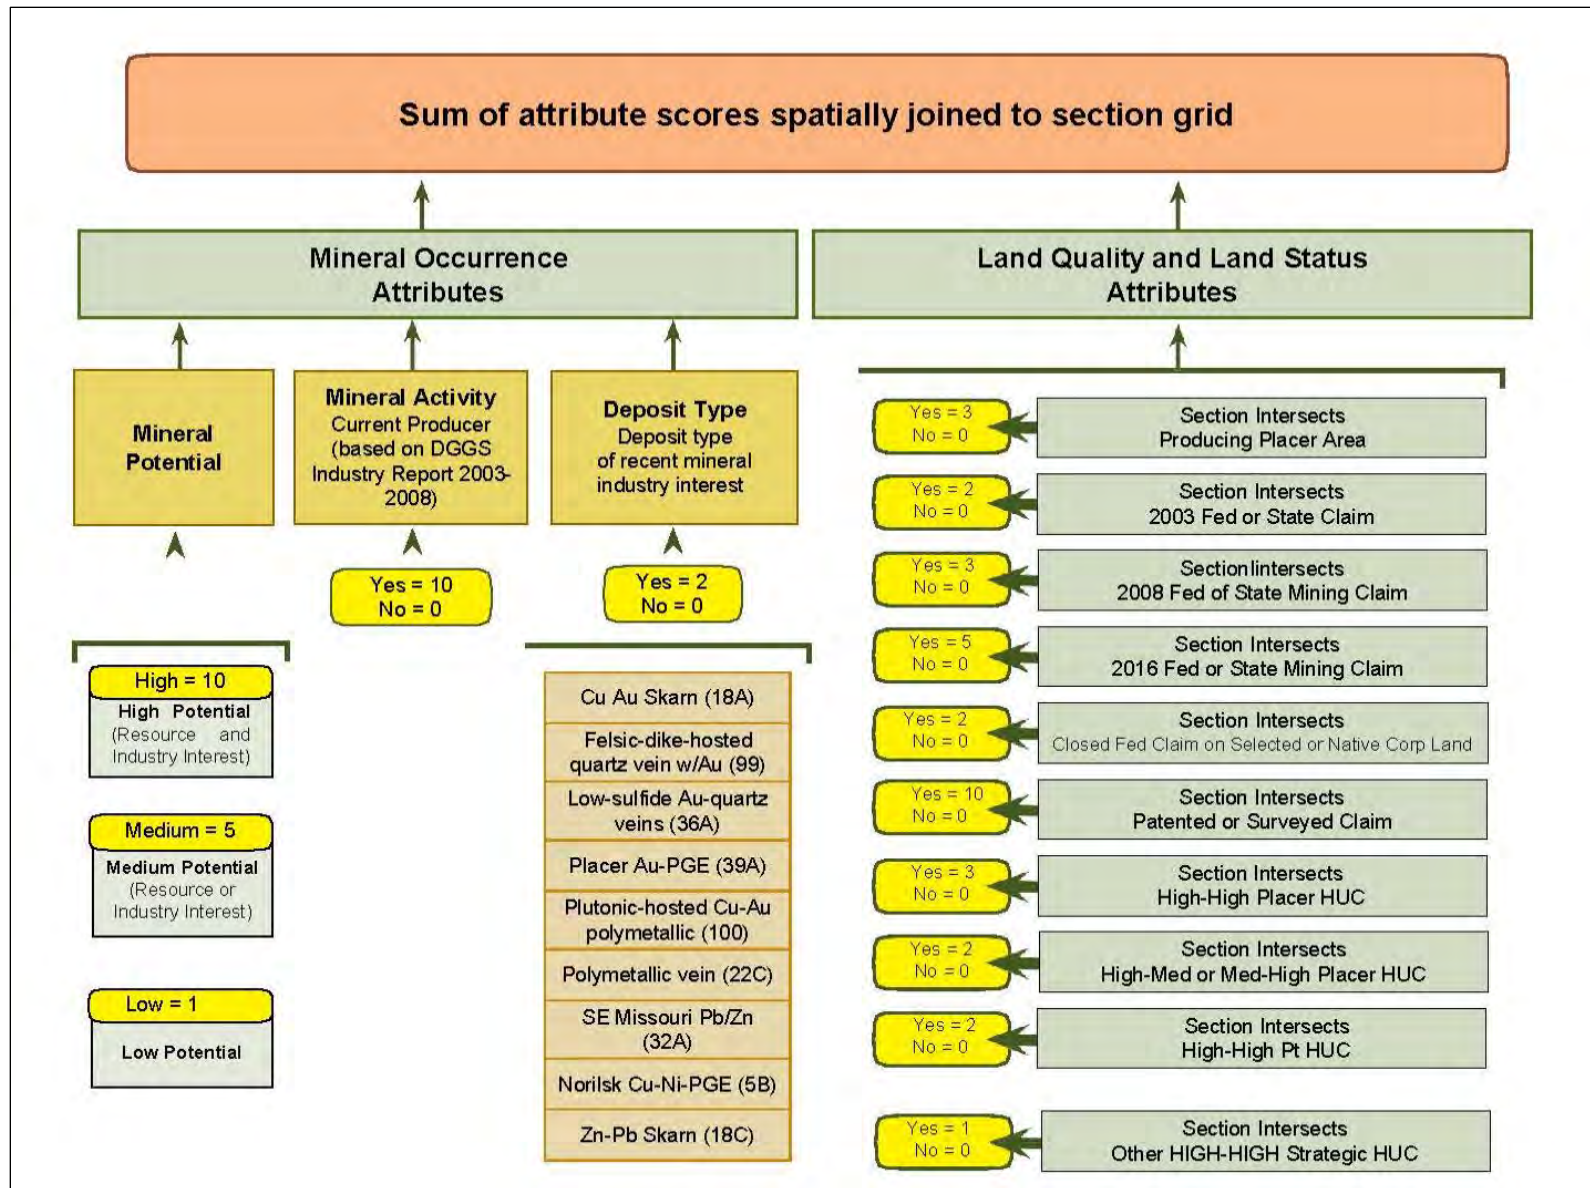 Sum of attribute scores spatially joined to section grid
Mineral Occurrence
Attributes
Land Quality and Land Status
Attributes
Mineral
Potential
Mineral Activity
Current Producer
(based on DGGS
Industry Report 2003-
2008)
Deposit Type
Deposit type
of recent mineral
industry interest
Yes = 10
No = 0
Yes = 2
No = 0
High = 10
High Potential
(Resource and
Industry Interest)
Medium = 5
Medium Potential
(Resource or
Industry Interest)
Low = 1
Low Potential
Cu Au Skarn (18A)
Felsic-dike-hosted
quartz vein w/Au (99)
Low-sulfide Au-quartz
veins (36A)
Placer Au-PGE (39A)
Plutonic-hosted Cu-Au
polymetallic (100)
Polymetallic vein (22C)
SE Missouri Pb/Zn
(32A)
Norilsk Cu-Ni-PGE (5B)
Zn-Pb Skarn (18C)
Yes = 3
No = 0
Section Intersects
Producing Placer Area
Yes = 2
No = 0
Section Intersects
2003 Fed or State Claim
Yes = 3
No = 0
SectionIintersects
2008 Fed of State Mining Claim
Yes = 5
No = 0
Section Intersects
2016 Fed or State Mining Claim
Yes = 2
No = 0
Section Intersects
Closed Fed Claim on Selected or Native Corp Land
Yes = 10
No = 0
Section Intersects
Patented or Surveyed Claim
Yes = 3
No = 0
Section Intersects
High-High Placer HUC
Yes = 2
No = 0
Section Intersects
High-Med or Med-High Placer HUC
Yes = 2
No = 0
Section Intersects
High-High Pt HUC
Yes = 1
No = 0
Section Intersects
Other HIGH-HIGH Strategic HUC